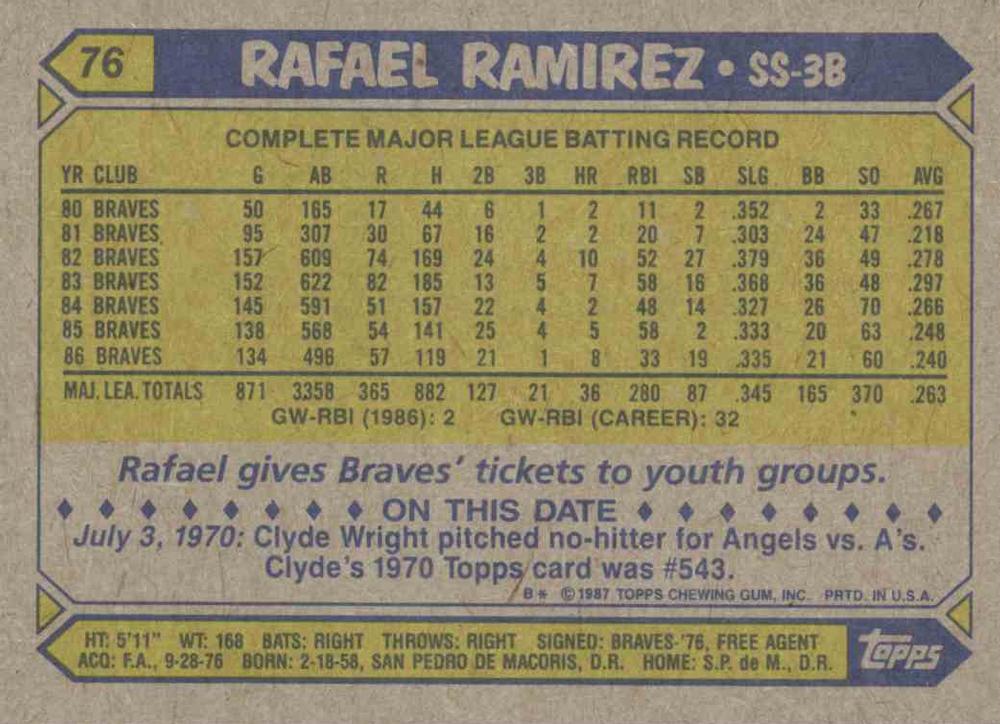 76 RAFAEL RAMIREZ • SS-3B
COMPLETE MAJOR LEAGUE BATTING RECORD
YR CLUB G AB R H 2B 3B HR RBI SB SLG BB SO AVG
80 BRAVES 50 165 17 44 6 1 2 11 2 .352 2 33 .267
81 BRAVES 95 307 30 67 16 2 2 20 7 .303 24 47 .218
82 BRAVES 157 609 74 169 24 4 10 52 27 .379 36 49 .278
83 BRAVES 152 622 82 185 13 5 7 58 16 .368 36 48 .297
84 BRAVES 145 591 51 157 22 4 2 48 14 .327 26 70 .266
85 BRAVES 138 568 54 141 25 4 5 58 2 .333 20 63 .248
86 BRAVES 134 496 57 119 21 1 8 33 19 .335 21 60 .240
MAJ. LEA. TOTALS 871 3358 365 882 127 21 36 280 87 .345 165 370 .263
GW-RBI (1986): 2 GW-RBI (CAREER): 32
Rafael gives Braves' tickets to youth groups.
♦ ♦ ♦ ♦ ♦ ♦ ♦ ♦ ON THIS DATE ♦ ♦ ♦ ♦ ♦ ♦ ♦ ♦
July 3, 1970: Clyde Wright pitched no-hitter for Angels vs. A's.
Clyde's 1970 Topps card was #543.
B* ©1987 TOPPS CHEWING GUM, INC. PRTD. IN U.S.A.
HT: 5'11" WT: 168 BATS: RIGHT THROWS: RIGHT SIGNED: BRAVES-'76, FREE AGENT
ACQ: F.A., 9-28-76 BORN: 2-18-58, SAN PEDRO DE MACORIS, D.R. HOME: S.P. de M., D.R.
Topps